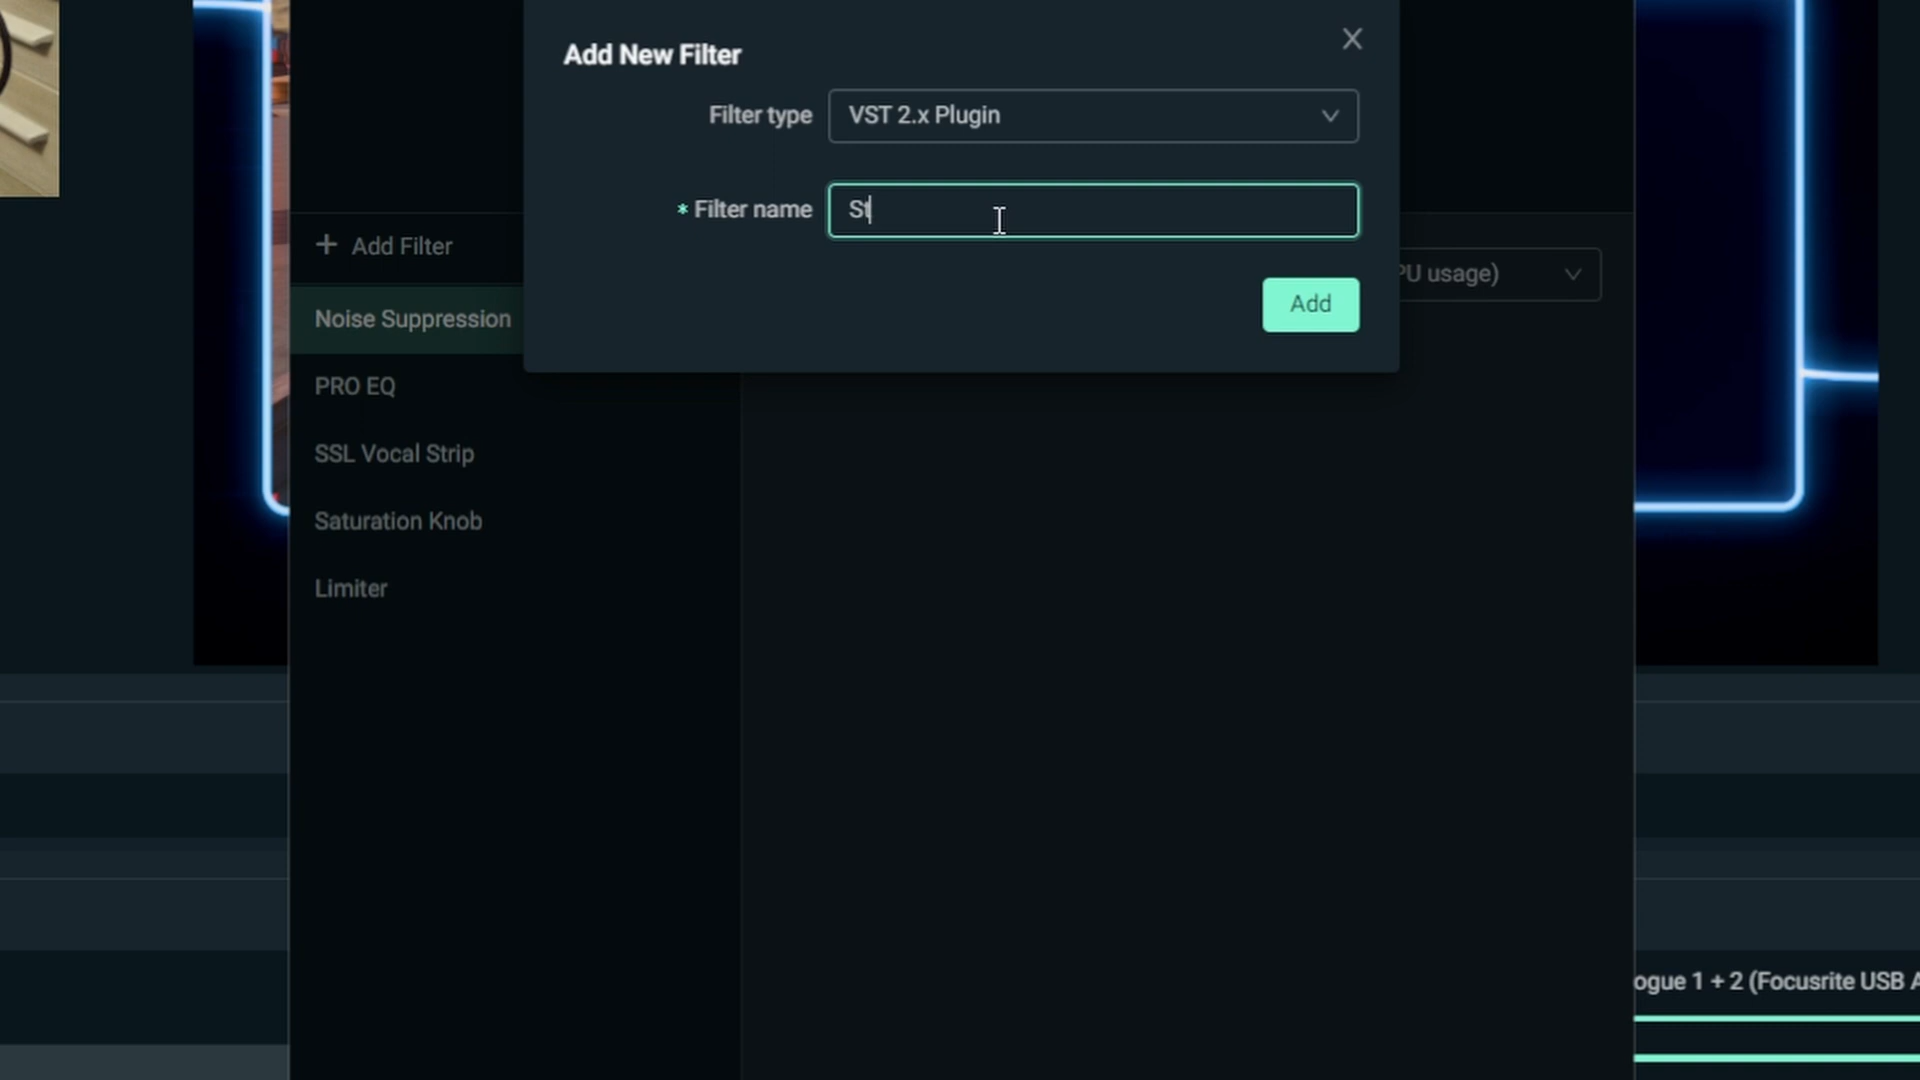 Add New Filter
Filter type
VST 2.x Plugin
* Filter name
St
Add
+ Add Filter
PU usage)
Noise Suppression
PRO EQ
SSL Vocal Strip
Saturation Knob
Limiter
ogue 1 + 2 (Focusrite USB A